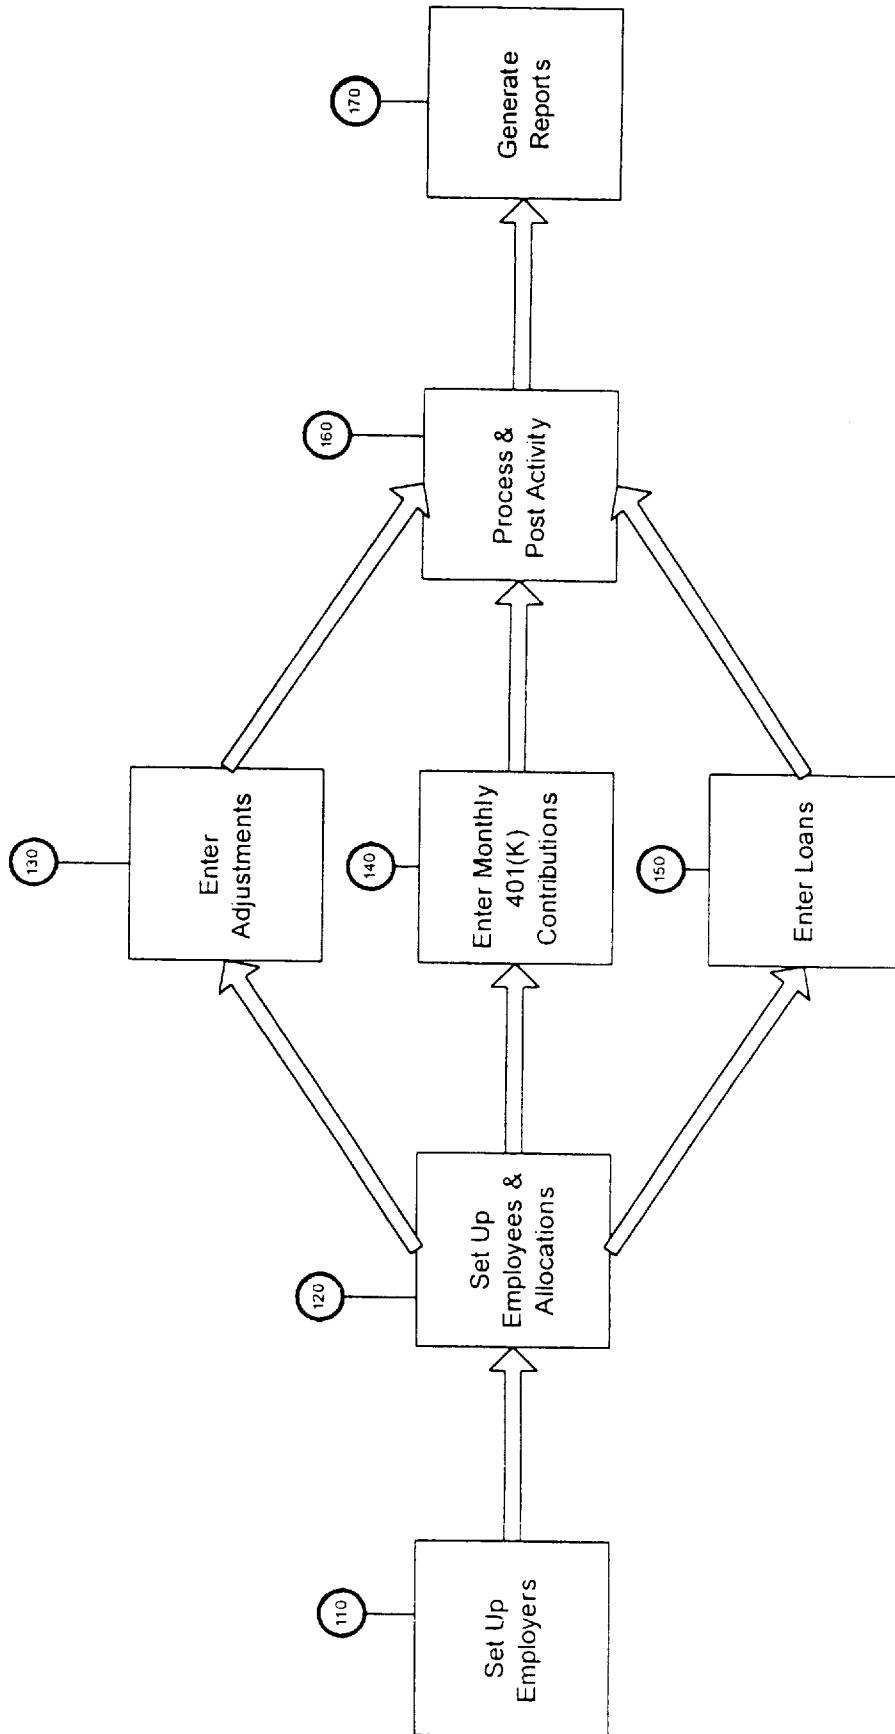 110
Set Up
Employers
120
Set Up
Employees &
Allocations
130
Enter
Adjustments
140
Enter Monthly
401(K)
Contributions
150
Enter Loans
160
Process &
Post Activity
170
Generate
Reports